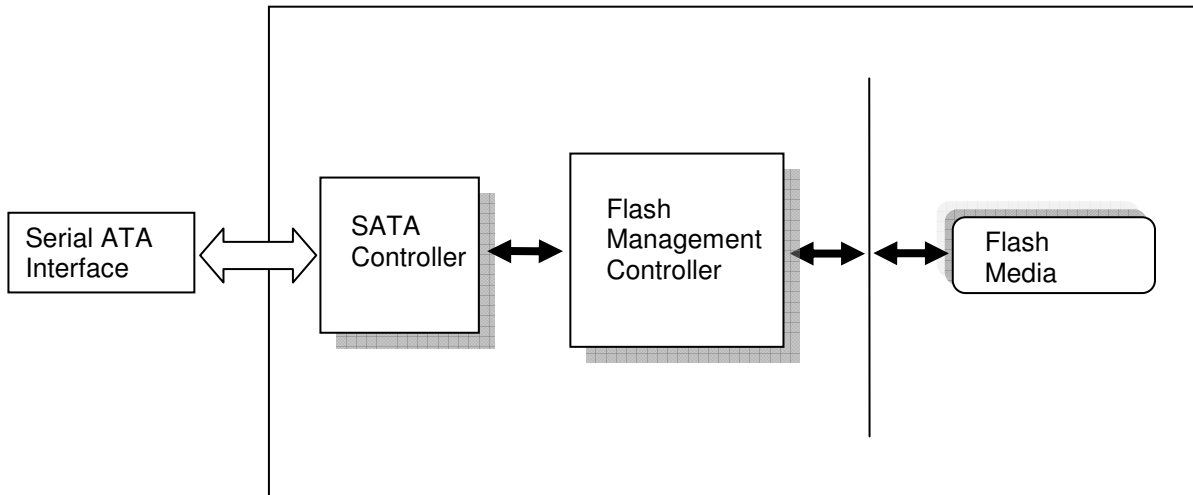 Serial ATA
Interface
SATA
Controller
Flash
Management
Controller
Flash
Media